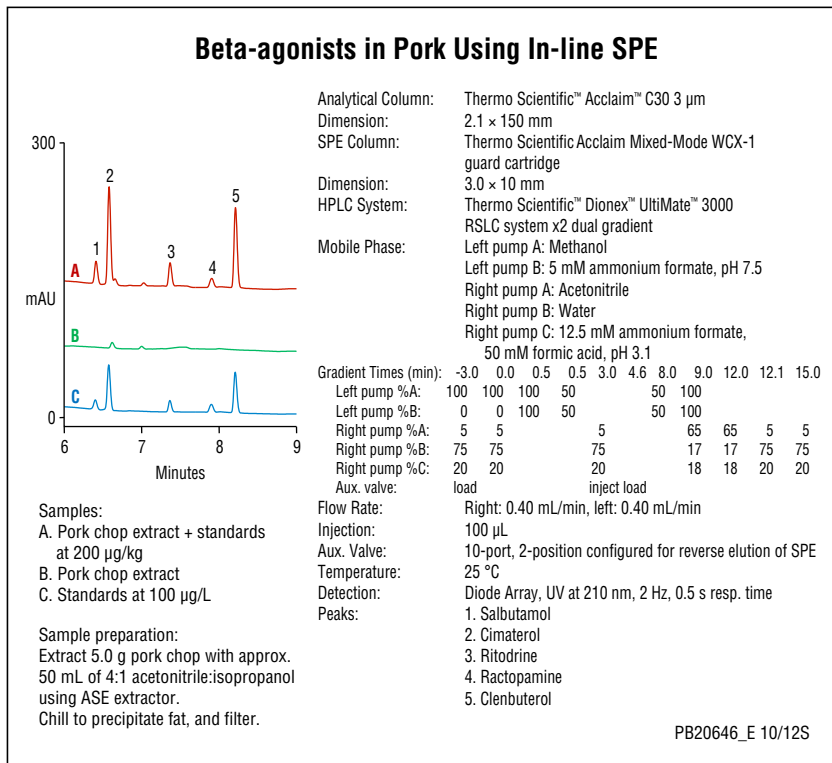 Beta-agonists in Pork Using In-line SPE
300
mAU
0
6 7 8 9
Minutes
A
B
C
1
2
3
4
5
Samples:
A. Pork chop extract + standards
at 200 µg/kg
B. Pork chop extract
C. Standards at 100 µg/L
Sample preparation:
Extract 5.0 g pork chop with approx.
50 mL of 4:1 acetonitrile:isopropanol
using ASE extractor.
Chill to precipitate fat, and filter.
Analytical Column: Thermo Scientific™ Acclaim™ C30 3 µm
Dimension: 2.1 × 150 mm
SPE Column: Thermo Scientific Acclaim Mixed-Mode WCX-1
guard cartridge
Dimension: 3.0 × 10 mm
HPLC System: Thermo Scientific™ Dionex™ UltiMate™ 3000
RSLC system x2 dual gradient
Mobile Phase: Left pump A: Methanol
Left pump B: 5 mM ammonium formate, pH 7.5
Right pump A: Acetonitrile
Right pump B: Water
Right pump C: 12.5 mM ammonium formate,
50 mM formic acid, pH 3.1
Gradient Times (min): -3.0 0.0 0.5 0.5 3.0 4.6 8.0 9.0 12.0 12.1 15.0
Left pump %A: 100 100 100 50 50 100
Left pump %B: 0 0 100 50 50 100
Right pump %A: 5 5 5 65 65 5 5
Right pump %B: 75 75 75 17 17 75 75
Right pump %C: 20 20 20 18 18 20 20
Aux. valve: load inject load
Flow Rate: Right: 0.40 mL/min, left: 0.40 mL/min
Injection: 100 µL
Aux. Valve: 10-port, 2-position configured for reverse elution of SPE
Temperature: 25 °C
Detection: Diode Array, UV at 210 nm, 2 Hz, 0.5 s resp. time
Peaks: 1. Salbutamol
2. Cimaterol
3. Ritodrine
4. Ractopamine
5. Clenbuterol
PB20646_E 10/12S